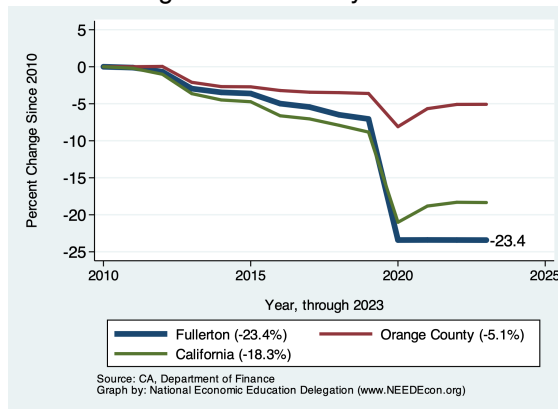 5
0
-5
-10
-15
-20
-25
Percent Change Since 2010
-23.4
2010 2015 2020 2025
Year, through 2023
Fullerton (-23.4%) Orange County (-5.1%)
California (-18.3%)
Source: CA, Department of Finance
Graph by: National Economic Education Delegation (www.NEEDEcon.org)